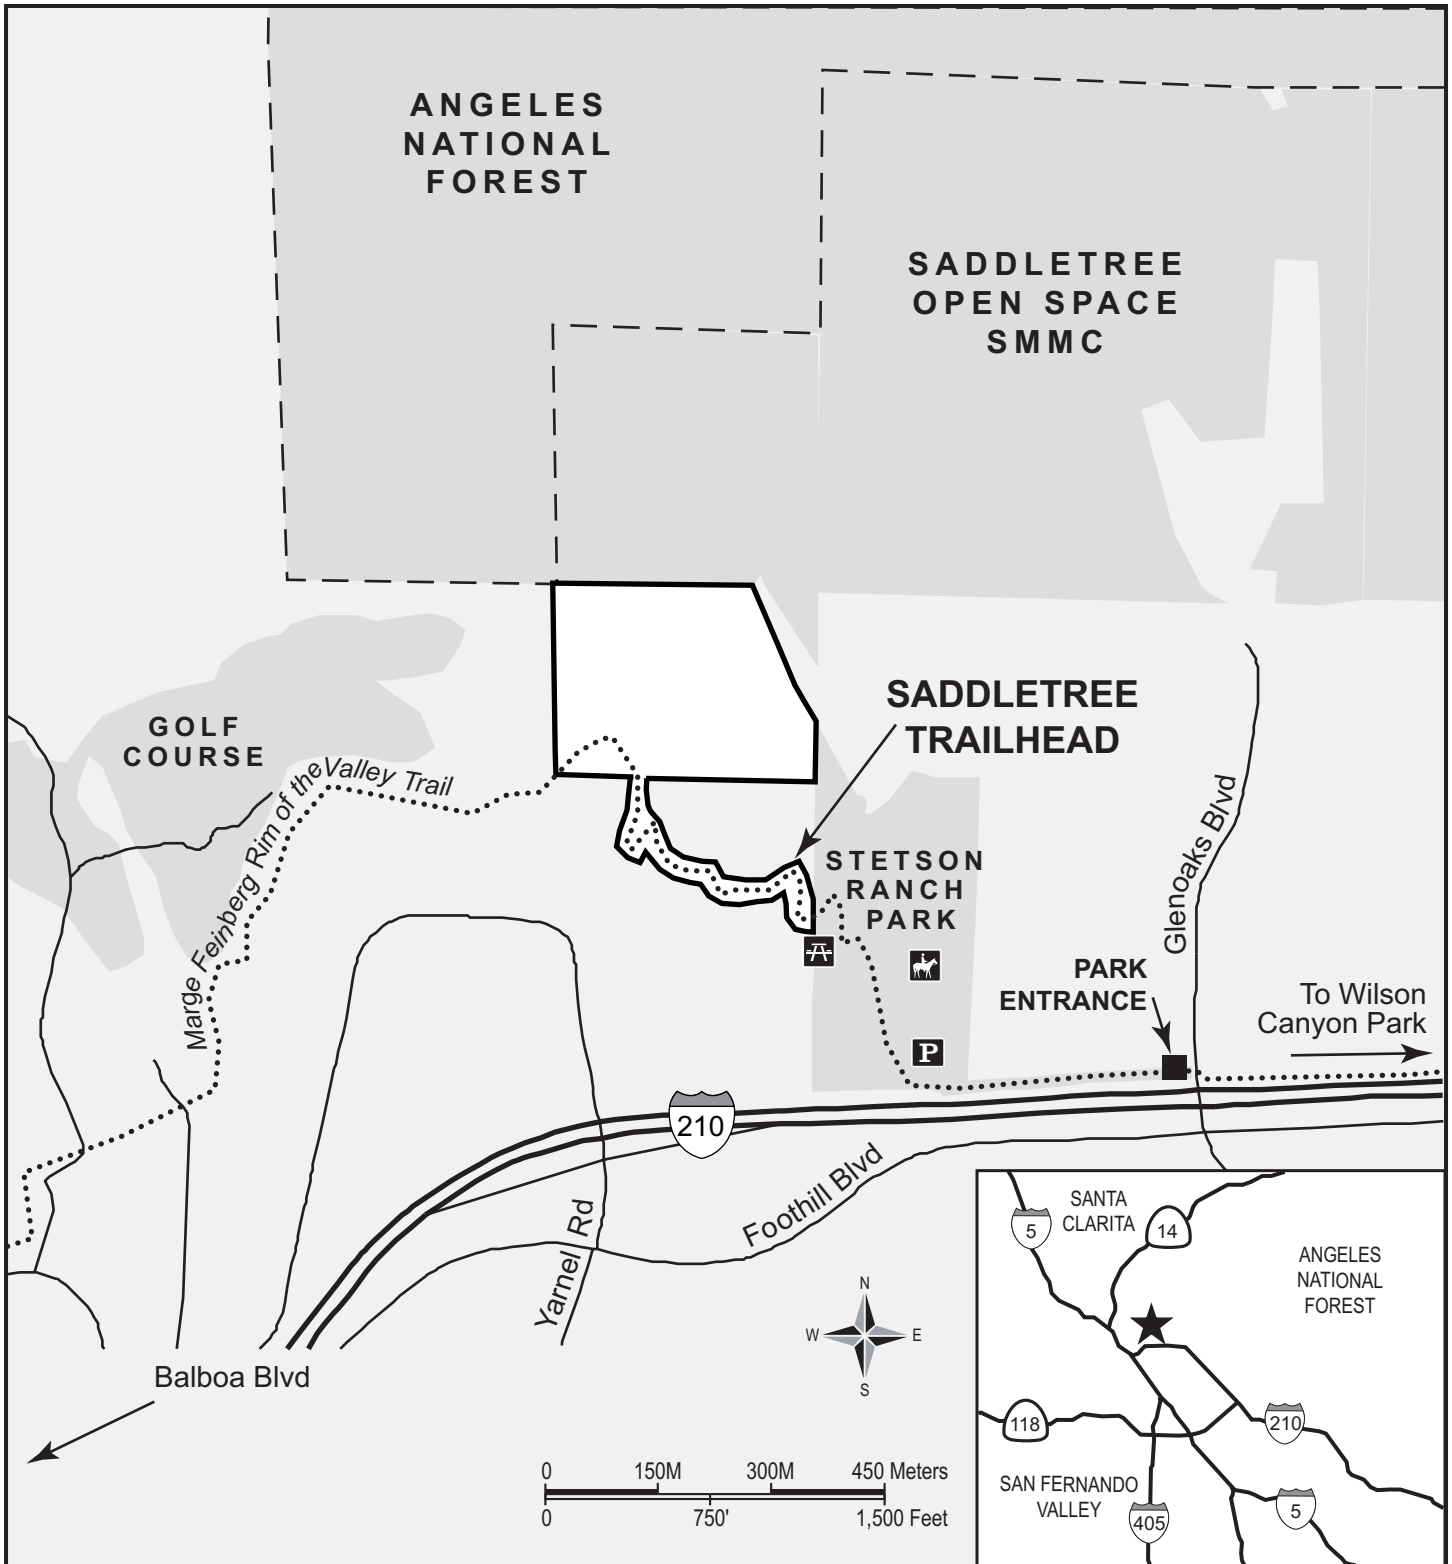 ANGELES
NATIONAL
FOREST
SADDLETREE
OPEN SPACE
SMMC
SADDLETREE
TRAILHEAD
GOLF
COURSE
Marge Feinberg Rim of the Valley Trail
STETSON
RANCH
PARK
Glenoaks Blvd
PARK
ENTRANCE
To Wilson
Canyon Park
P
210
Foothill Blvd
Yarnel Rd
Balboa Blvd
N
W E
S
0 150M 300M 450 Meters
0 750' 1,500 Feet
SANTA
CLARITA
5
14
ANGELES
NATIONAL
FOREST
118
210
SAN FERNANDO
VALLEY
405
5